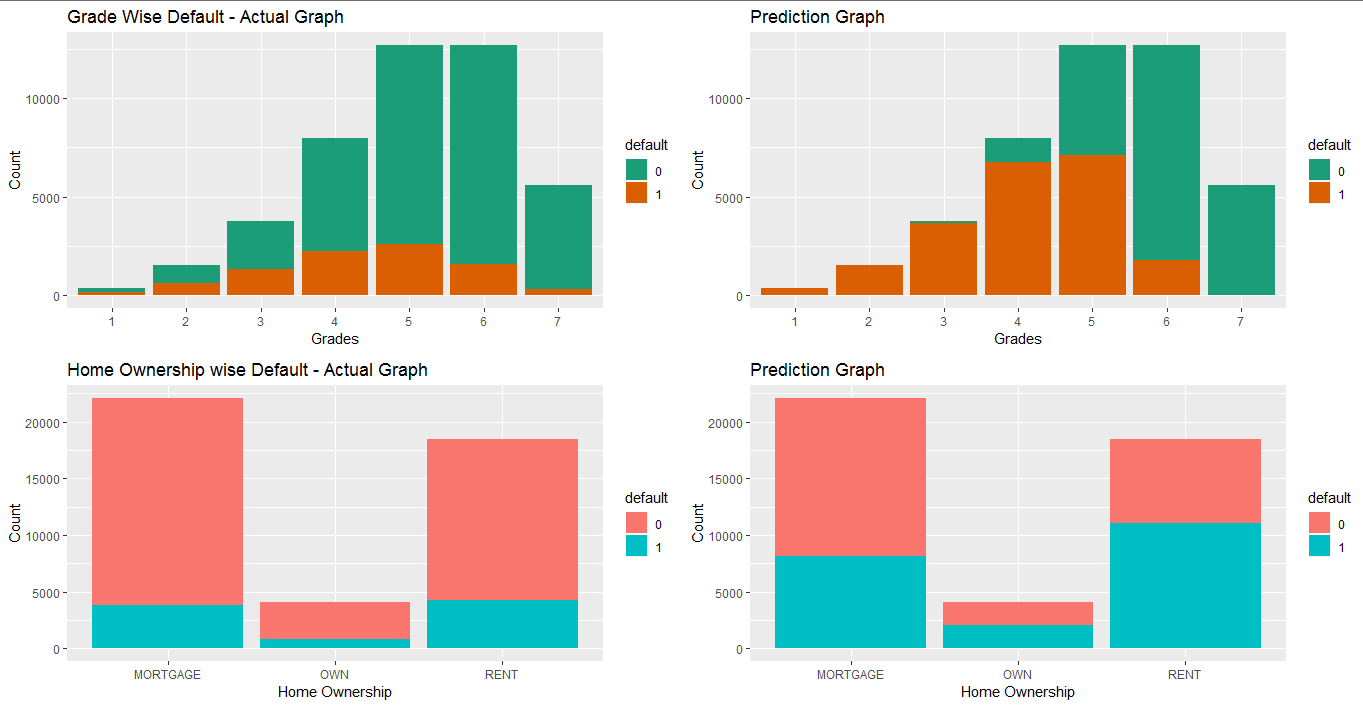 Grade Wise Default - Actual Graph
Count
10000
5000
0
1 2 3 4 5 6 7
Grades
default
0
1
Prediction Graph
Count
10000
5000
0
1 2 3 4 5 6 7
Grades
default
0
1
Home Ownership wise Default - Actual Graph
Count
20000
15000
10000
5000
0
MORTGAGE OWN RENT
Home Ownership
default
0
1
Prediction Graph
Count
20000
15000
10000
5000
0
MORTGAGE OWN RENT
Home Ownership
default
0
1